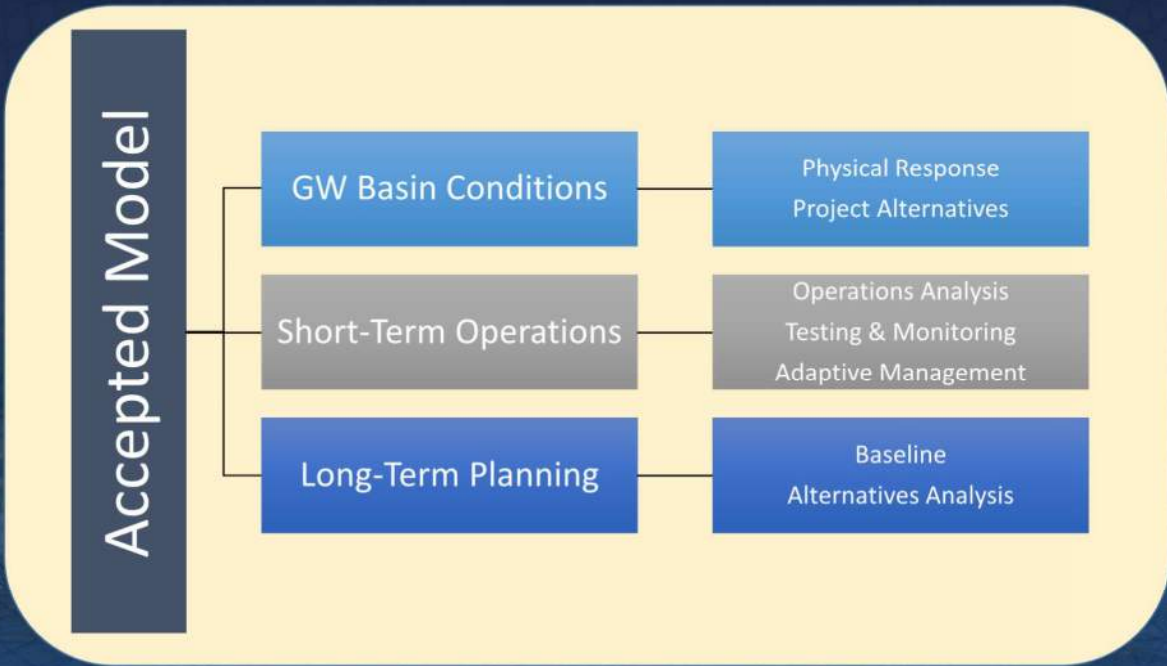 Accepted Model
GW Basin Conditions
Physical Response
Project Alternatives
Short-Term Operations
Operations Analysis
Testing & Monitoring
Adaptive Management
Long-Term Planning
Baseline
Alternatives Analysis